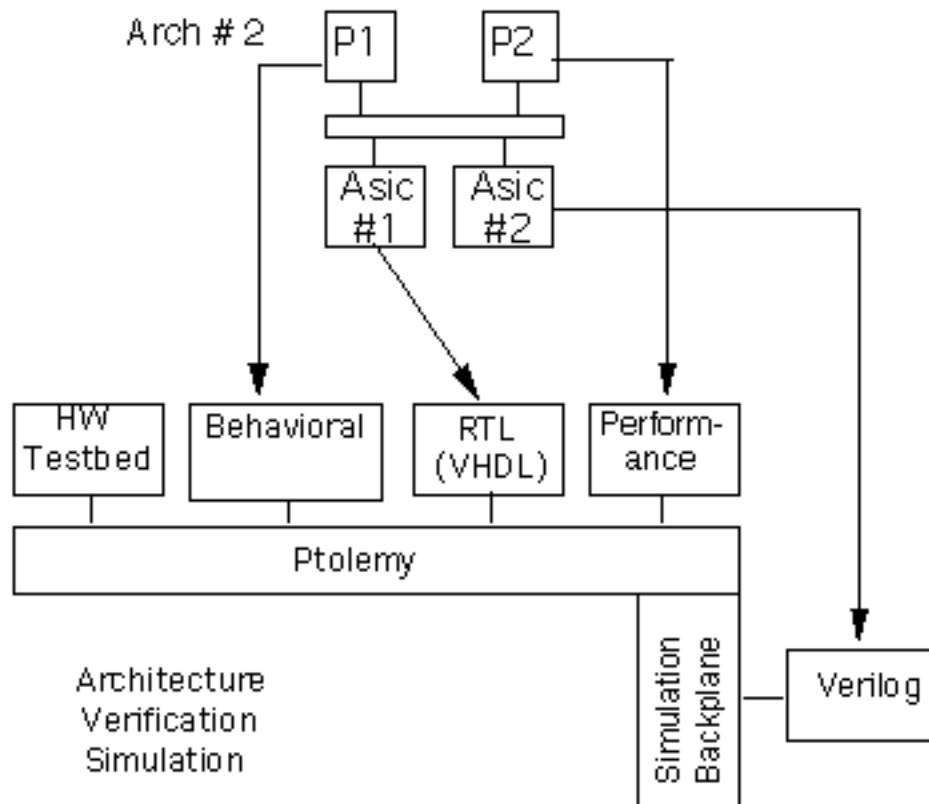 Arch # 2
P1
P2
Asic
#1
Asic
#2
HW
Testbed
Behavioral
RTL
(VHDL)
Perform-
ance
Ptolemy
Architecture
Verification
Simulation
Simulation
Backplane
Verilog